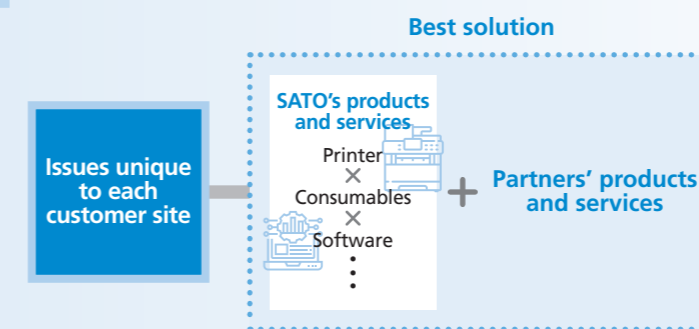 Best solution
Issues unique
to each
customer site
SATO’s products
and services
Printer
×
Consumables
×
Software
+
Partners’ products
and services